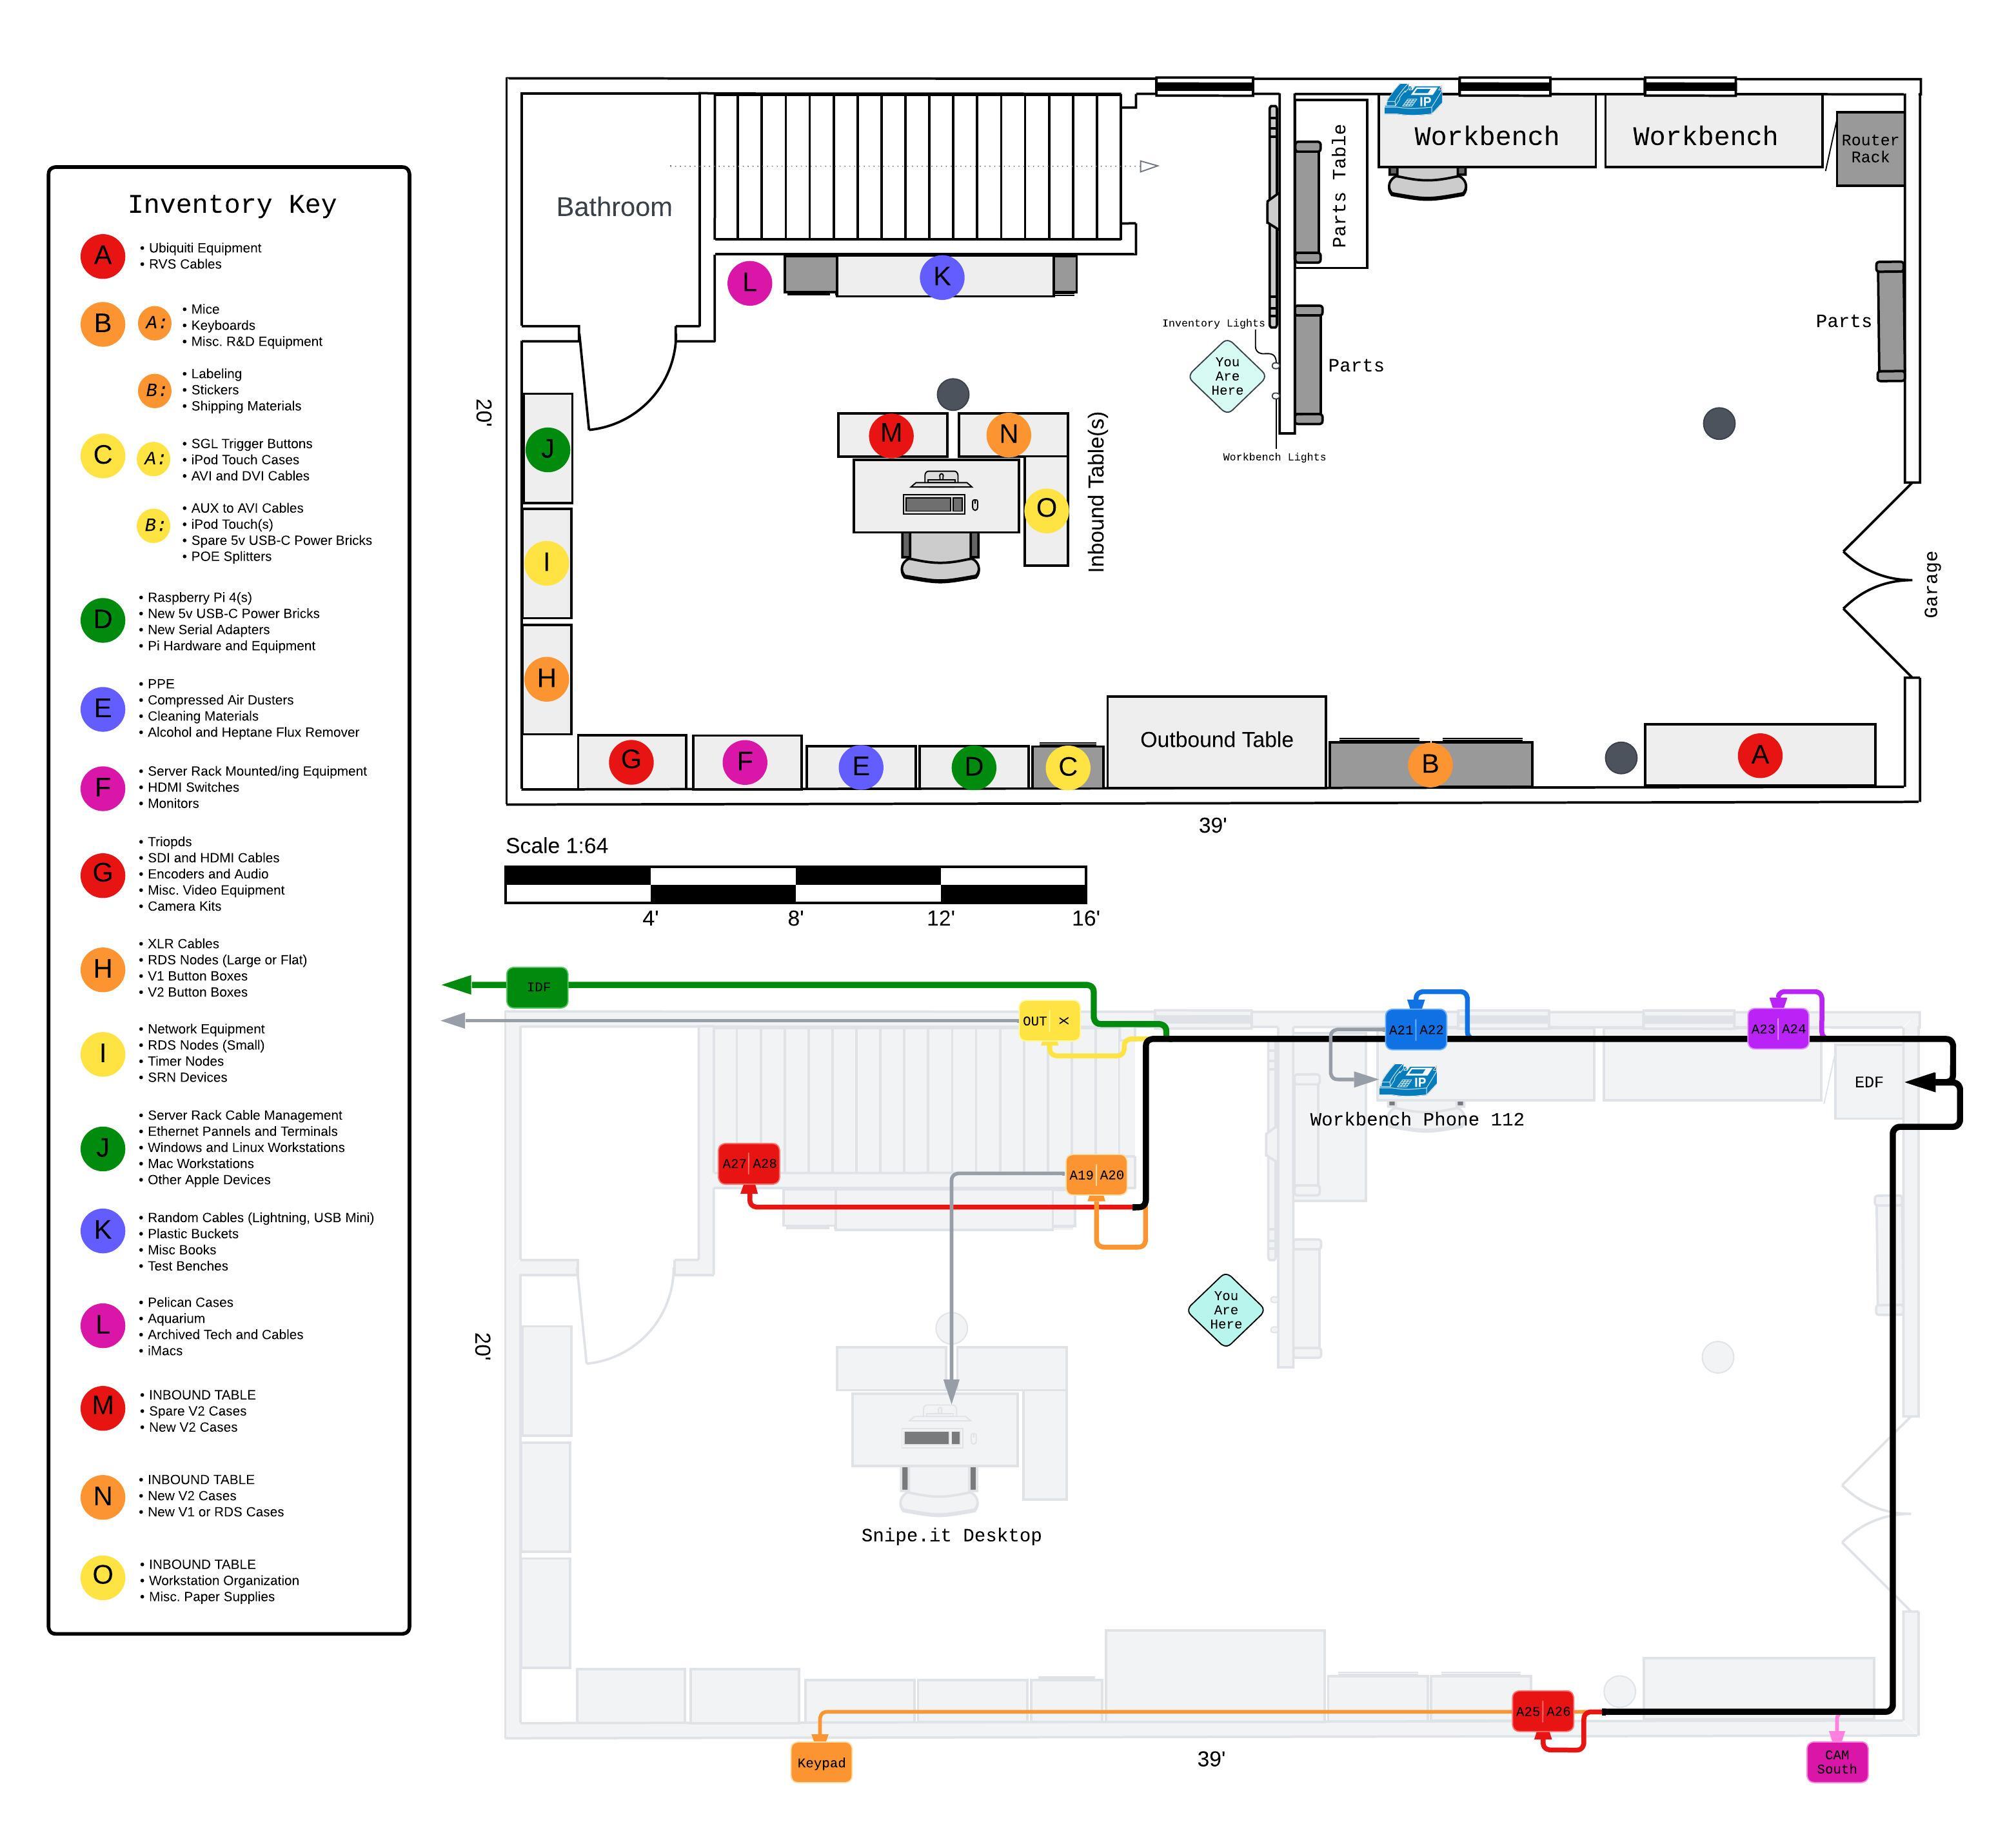 Inventory Key
A
• Ubiquiti Equipment
• RVS Cables
B
A:
• Mice
• Keyboards
• Misc. R&D Equipment
B:
• Labeling
• Stickers
• Shipping Materials
C
A:
• SGL Trigger Buttons
• iPod Touch Cases
• AVI and DVI Cables
B:
• AUX to AVI Cables
• iPod Touch(s)
• Spare 5v USB-C Power Bricks
• POE Splitters
D
• Raspberry Pi 4(s)
• New 5v USB-C Power Bricks
• New Serial Adapters
• Pi Hardware and Equipment
E
• PPE
• Compressed Air Dusters
• Cleaning Materials
• Alcohol and Heptane Flux Remover
F
• Server Rack Mounted/ing Equipment
• HDMI Switches
• Monitors
G
• Triopds
• SDI and HDMI Cables
• Encoders and Audio
• Misc. Video Equipment
• Camera Kits
H
• XLR Cables
• RDS Nodes (Large or Flat)
• V1 Button Boxes
• V2 Button Boxes
I
• Network Equipment
• RDS Nodes (Small)
• Timer Nodes
• SRN Devices
J
• Server Rack Cable Management
• Ethernet Pannels and Terminals
• Windows and Linux Workstations
• Mac Workstations
• Other Apple Devices
K
• Random Cables (Lightning, USB Mini)
• Plastic Buckets
• Misc Books
• Test Benches
L
• Pelican Cases
• Aquarium
• Archived Tech and Cables
• iMacs
M
• INBOUND TABLE
• Spare V2 Cases
• New V2 Cases
N
• INBOUND TABLE
• New V2 Cases
• New V1 or RDS Cases
O
• INBOUND TABLE
• Workstation Organization
• Misc. Paper Supplies
Bathroom
Parts Table
IP
Workbench
Workbench
Router
Rack
L
K
Inventory Lights
Parts
You
Are
Here
Parts
20'
M
N
Inbound Table(s)
Workbench Lights
J
O
I
Garage
H
Outbound Table
G
F
E
D
C
B
A
39'
Scale 1:64
4'
8'
12'
16'
IDF
OUT
X
A21
A22
A23
A24
IP
EDF
Workbench Phone 112
A27
A28
A19
A20
You
Are
Here
20'
Snipe.it Desktop
A25
A26
Keypad
39'
CAM
South